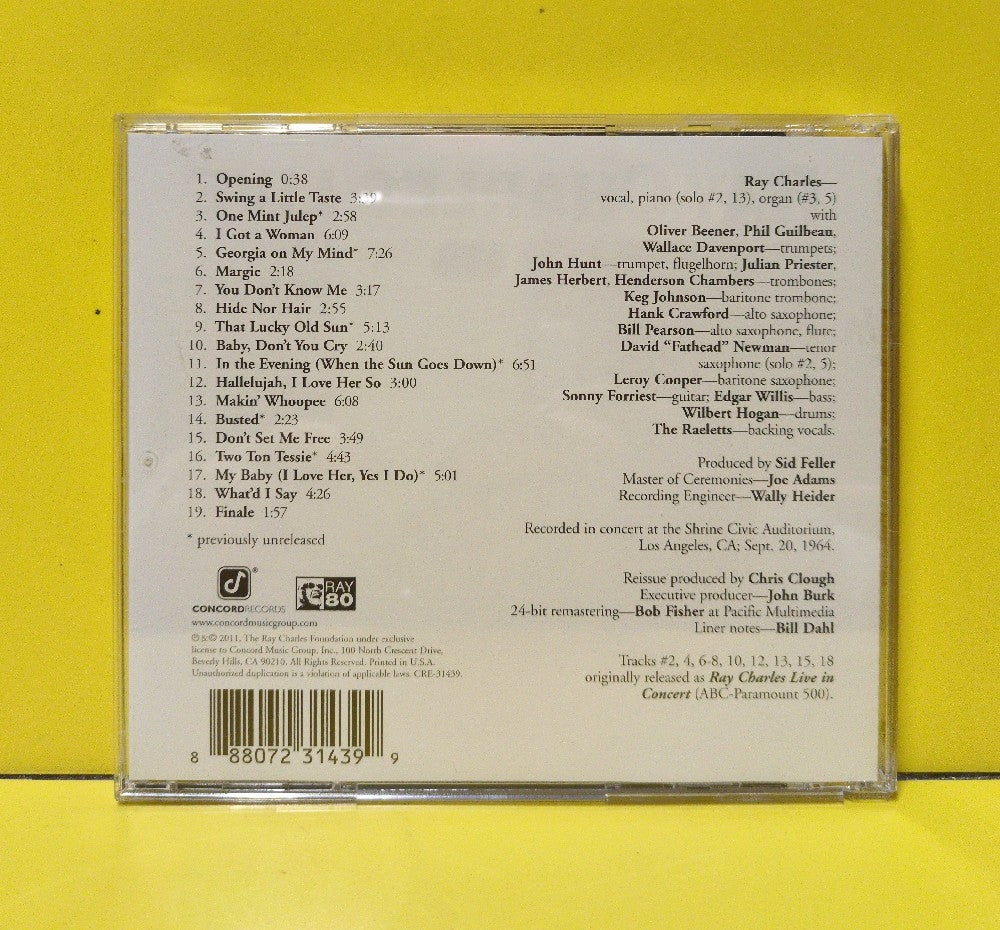 1. Opening 0:38
2. Swing a Little Taste
3. One Mint Julep* 2:58
4. I Got a Woman 6:09
5. Georgia on My Mind* 7:26
6. Margie 2:18
7. You Don't Know Me 3:17
8. Hide Nor Hair 2:55
9. That Lucky Old Sun* 5:13
10. Baby, Don't You Cry 2:40
11. In the Evening (When the Sun Goes Down)* 6:51
12. Hallelujah, I Love Her So 3:00
13. Makin' Whoopee 6:08
14. Busted* 2:23
15. Don't Set Me Free 3:49
16. Two Ton Tessie* 4:43
17. My Baby (I Love Her, Yes I Do)* 5:01
18. What'd I Say 4:26
19. Finale 1:57
* previously unreleased
Ray Charles—
vocal, piano (solo #2, 13), organ (#3, 5)
with
Oliver Beener, Phil Guilbeau,
Wallace Davenport—trumpets;
John Hunt—trumpet, flugelhorn; Julian Priester,
James Herbert, Henderson Chambers—trombones;
Keg Johnson—baritone trombone;
Hank Crawford—alto saxophone;
Bill Pearson—alto saxophone, flute;
David "Fathead" Newman—tenor
saxophone (solo #2, 5);
Leroy Cooper—baritone saxophone;
Sonny Forriest—guitar; Edgar Willis—bass;
Wilbert Hogan—drums;
The Raeletts—backing vocals.
Produced by Sid Feller
Master of Ceremonies—Joe Adams
Recording Engineer—Wally Heider
Recorded in concert at the Shrine Civic Auditorium,
Los Angeles, CA; Sept. 20, 1964.
Reissue produced by Chris Clough
Executive producer—John Burk
24-bit remastering—Bob Fisher at Pacific Multimedia
Liner notes—Bill Dahl
Tracks #2, 4, 6-8, 10, 12, 13, 15, 18
originally released as Ray Charles Live in
Concert (ABC-Paramount 500).
®
CONCORD RECORDS
RAY
80
www.concordmusicgroup.com
℗ & © 2011, The Ray Charles Foundation under exclusive
license to Concord Music Group, Inc., 100 North Crescent Drive,
Beverly Hills, CA 90210. All Rights Reserved. Printed in U.S.A.
Unauthorized duplication is a violation of applicable laws. CRE-31439.
8 88072 31439 9